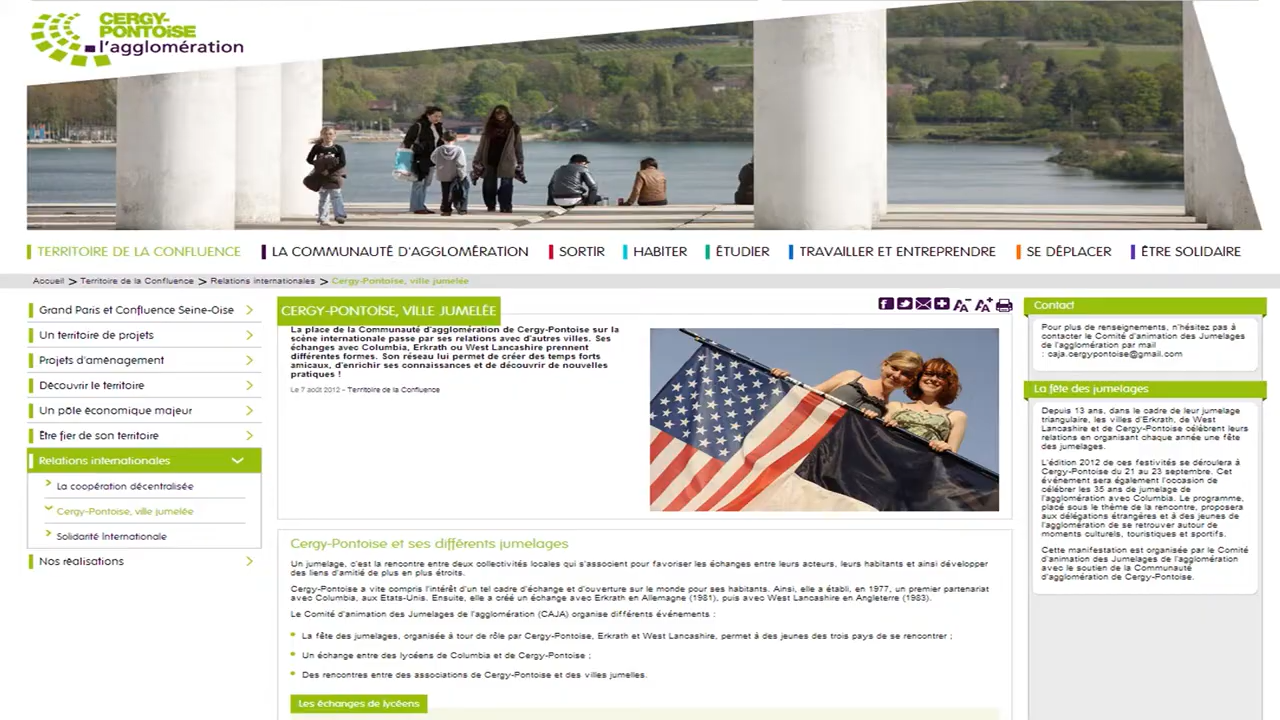 CERGY-
PONTOISE
l'agglomération
TERRITOIRE DE LA CONFLUENCE
LA COMMUNAUTÉ D'AGGLOMÉRATION
SORTIR
HABITER
ÉTUDIER
TRAVAILLER ET ENTREPRENDRE
SE DÉPLACER
ÊTRE SOLIDAIRE
Accueil > Territoire de la Confluence > Relations internationales > Cergy-Pontoise, ville jumelée
Grand Paris et Confluence Seine-Oise
Un territoire de projets
Projets d'aménagement
Découvrir le territoire
Un pôle économique majeur
Être fier de son territoire
Relations internationales
La coopération décentralisée
Cergy-Pontoise, ville jumelée
Solidarité Internationale
Nos réalisations
CERGY-PONTOISE, VILLE JUMELÉE
La place de la Communauté d'agglomération de Cergy-Pontoise sur la
scène internationale passe par ses relations avec d'autres villes. Ses
échanges avec Columbia, Erkrath ou West Lancashire prennent
différentes formes. Son réseau lui permet de créer des temps forts
amicaux, d'enrichir ses connaissances et de découvrir de nouvelles
pratiques !
Le 7 août 2012 - Territoire de la Confluence
A- A+
Cergy-Pontoise et ses différents jumelages
Un jumelage, c'est la rencontre entre deux collectivités locales qui s'associent pour favoriser les échanges entre leurs acteurs, leurs habitants et ainsi développer
des liens d'amitié de plus en plus étroits.
Cergy-Pontoise a vite compris l'intérêt d'un tel cadre d'échange et d'ouverture sur le monde pour ses habitants. Ainsi, elle a établi, en 1977, un premier partenariat
avec Columbia, aux Etats-Unis. Ensuite, elle a créé un échange avec Erkrath en Allemagne (1981), puis avec West Lancashire en Angleterre (1983).
Le Comité d'animation des Jumelages de l'agglomération (CAJA) organise différents événements :
La fête des jumelages, organisée à tour de rôle par Cergy-Pontoise, Erkrath et West Lancashire, permet à des jeunes des trois pays de se rencontrer ;
Un échange entre des lycéens de Columbia et de Cergy-Pontoise ;
Des rencontres entre des associations de Cergy-Pontoise et des villes jumelles.
Les échanges de lycéens
Contact
Pour plus de renseignements, n'hésitez pas à
contacter le Comité d'animation des Jumelages
de l'agglomération par mail
: caja.cergypontoise@gmail.com
La fête des jumelages
Depuis 13 ans, dans le cadre de leur jumelage
triangulaire, les villes d'Erkrath, de West
Lancashire et de Cergy-Pontoise célèbrent leurs
relations en organisant chaque année une fête
des jumelages.
L'édition 2012 de ces festivités se déroulera à
Cergy-Pontoise du 21 au 23 septembre. Cet
événement sera également l'occasion de
célébrer les 35 ans de jumelage de
l'agglomération avec Columbia. Le programme,
placé sous le thème de la rencontre, proposera
aux délégations étrangères et à des jeunes de
l'agglomération de se retrouver autour de
moments culturels, touristiques et sportifs.
Cette manifestation est organisée par le Comité
d'animation des Jumelages de l'agglomération
avec le soutien de la Communauté
d'agglomération de Cergy-Pontoise.